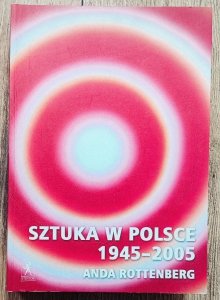 SZTUKA W POLSCE
1945–2005
ANDA ROTTENBERG